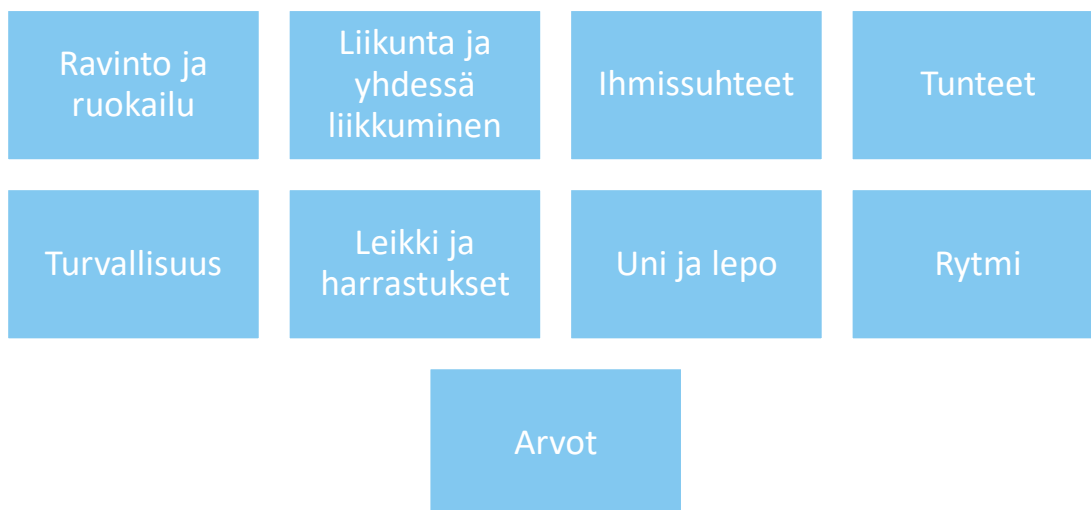 Ravinto ja
ruokailu
Liikunta ja
yhdessä
liikkuminen
Ihmissuhteet
Tunteet
Turvallisuus
Leikki ja
harrastukset
Uni ja lepo
Rytmi
Arvot